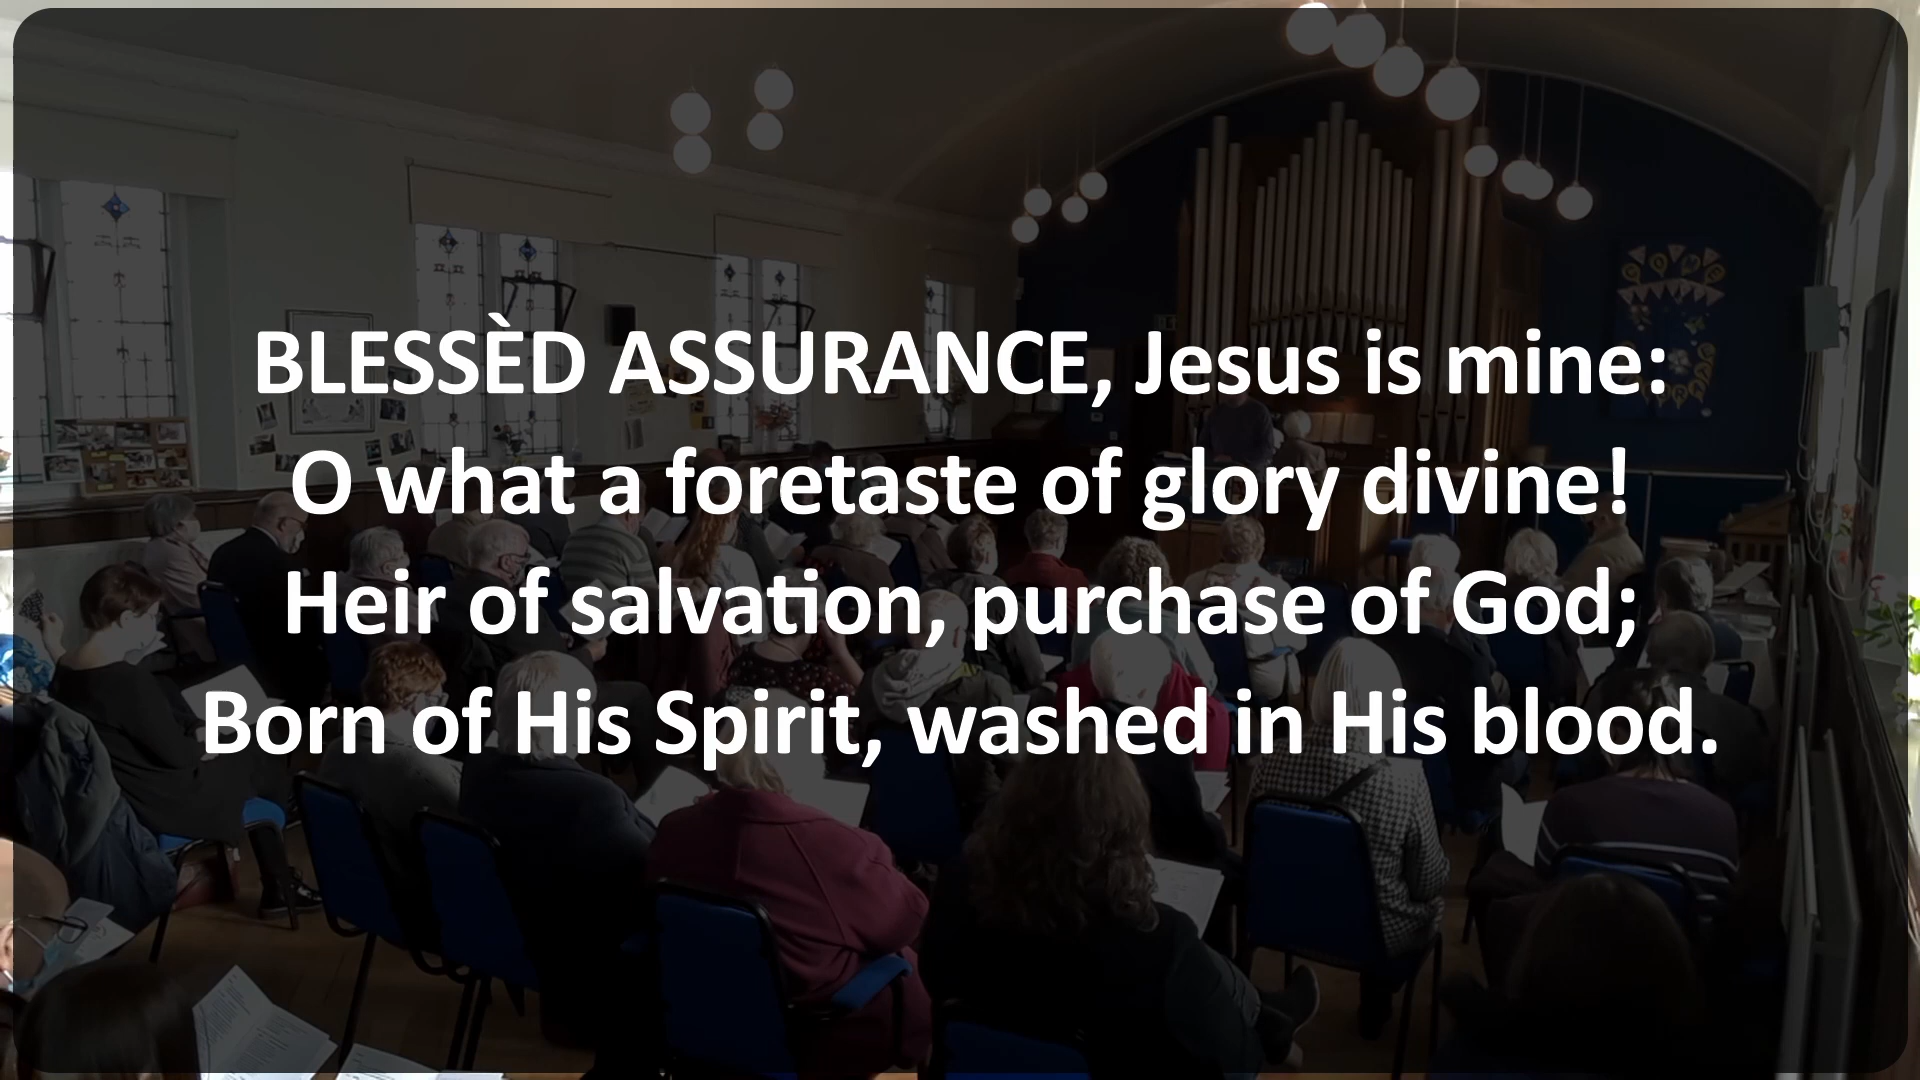 BLESSÈD ASSURANCE, Jesus is mine:
O what a foretaste of glory divine!
Heir of salvation, purchase of God;
Born of His Spirit, washed in His blood.